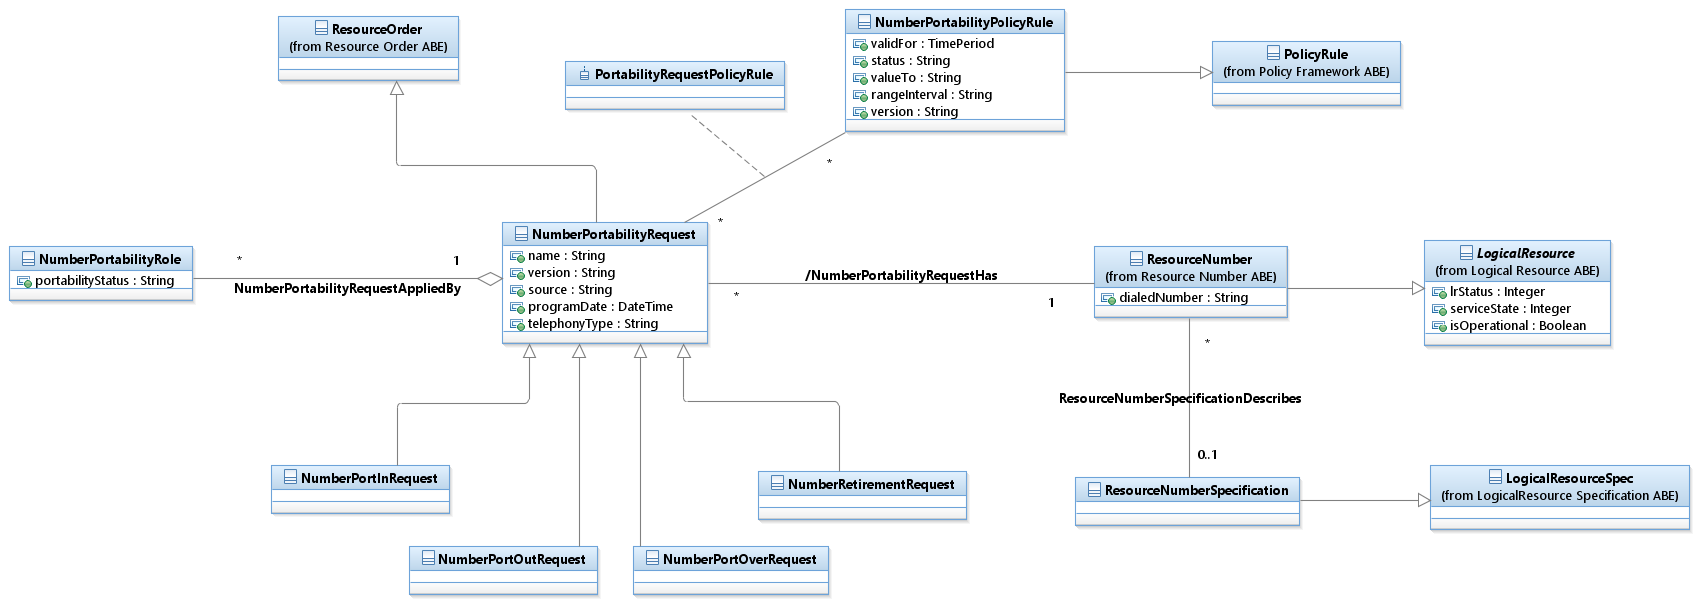 ResourceOrder
(from Resource Order ABE)
PortabilityRequestPolicyRule
NumberPortabilityPolicyRule
validFor : TimePeriod
status : String
valueTo : String
rangeInterval : String
version : String
PolicyRule
(from Policy Framework ABE)
*
*
NumberPortabilityRole
portabilityStatus : String
*
1
NumberPortabilityRequestAppliedBy
NumberPortabilityRequest
name : String
version : String
source : String
programDate : DateTime
telephonyType : String
/NumberPortabilityRequestHas
*
1
ResourceNumber
(from Resource Number ABE)
dialedNumber : String
LogicalResource
(from Logical Resource ABE)
lrStatus : Integer
serviceState : Integer
isOperational : Boolean
*
ResourceNumberSpecificationDescribes
0..1
NumberPortInRequest
NumberRetirementRequest
ResourceNumberSpecification
LogicalResourceSpec
(from LogicalResource Specification ABE)
NumberPortOutRequest
NumberPortOverRequest